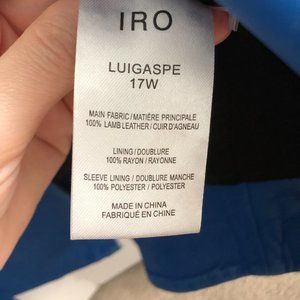 IRO
LUIGASPE
17W
MAIN FABRIC/MATIÈRE PRINCIPALE
100% LAMB LEATHER/CUIR D'AGNEAU
LINING/DOUBLURE
100% RAYON/RAYONNE
SLEEVE LINING/DOUBLURE MANCHE
100% POLYESTER/POLYESTER
MADE IN CHINA
FABRIQUÉ EN CHINE